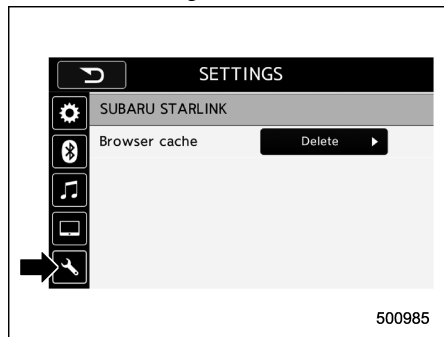 SETTINGS
SUBARU STARLINK
Browser cache
Delete
500985